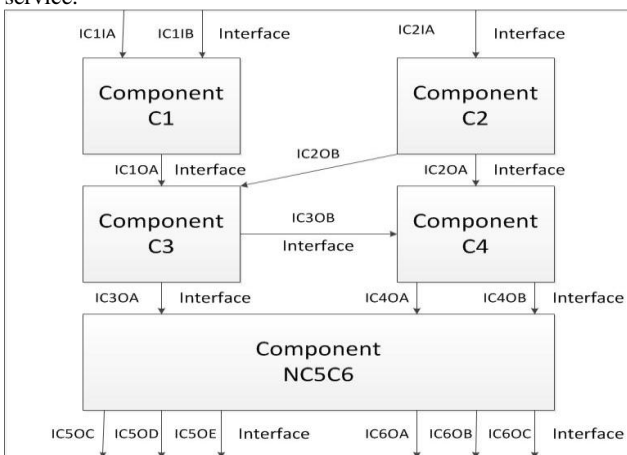 service.
IC1IA IC1IB Interface IC2IA Interface
Component
C1
Component
C2
IC1OA Interface IC2OB IC2OA Interface
Component
C3
IC3OB
Interface
Component
C4
IC3OA Interface IC4OA IC4OB Interface
Component
NC5C6
IC5OC IC5OD IC5OE Interface IC6OA IC6OB IC6OC Interface